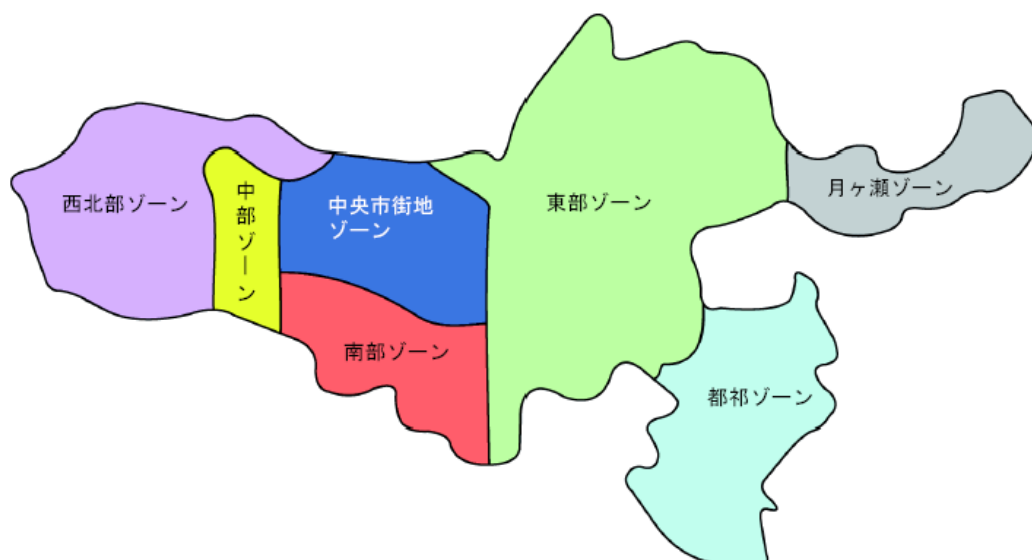 西北部ゾーン
中部ゾーン
中央市街地
ゾーン
南部ゾーン
東部ゾーン
月ヶ瀬ゾーン
都祁ゾーン